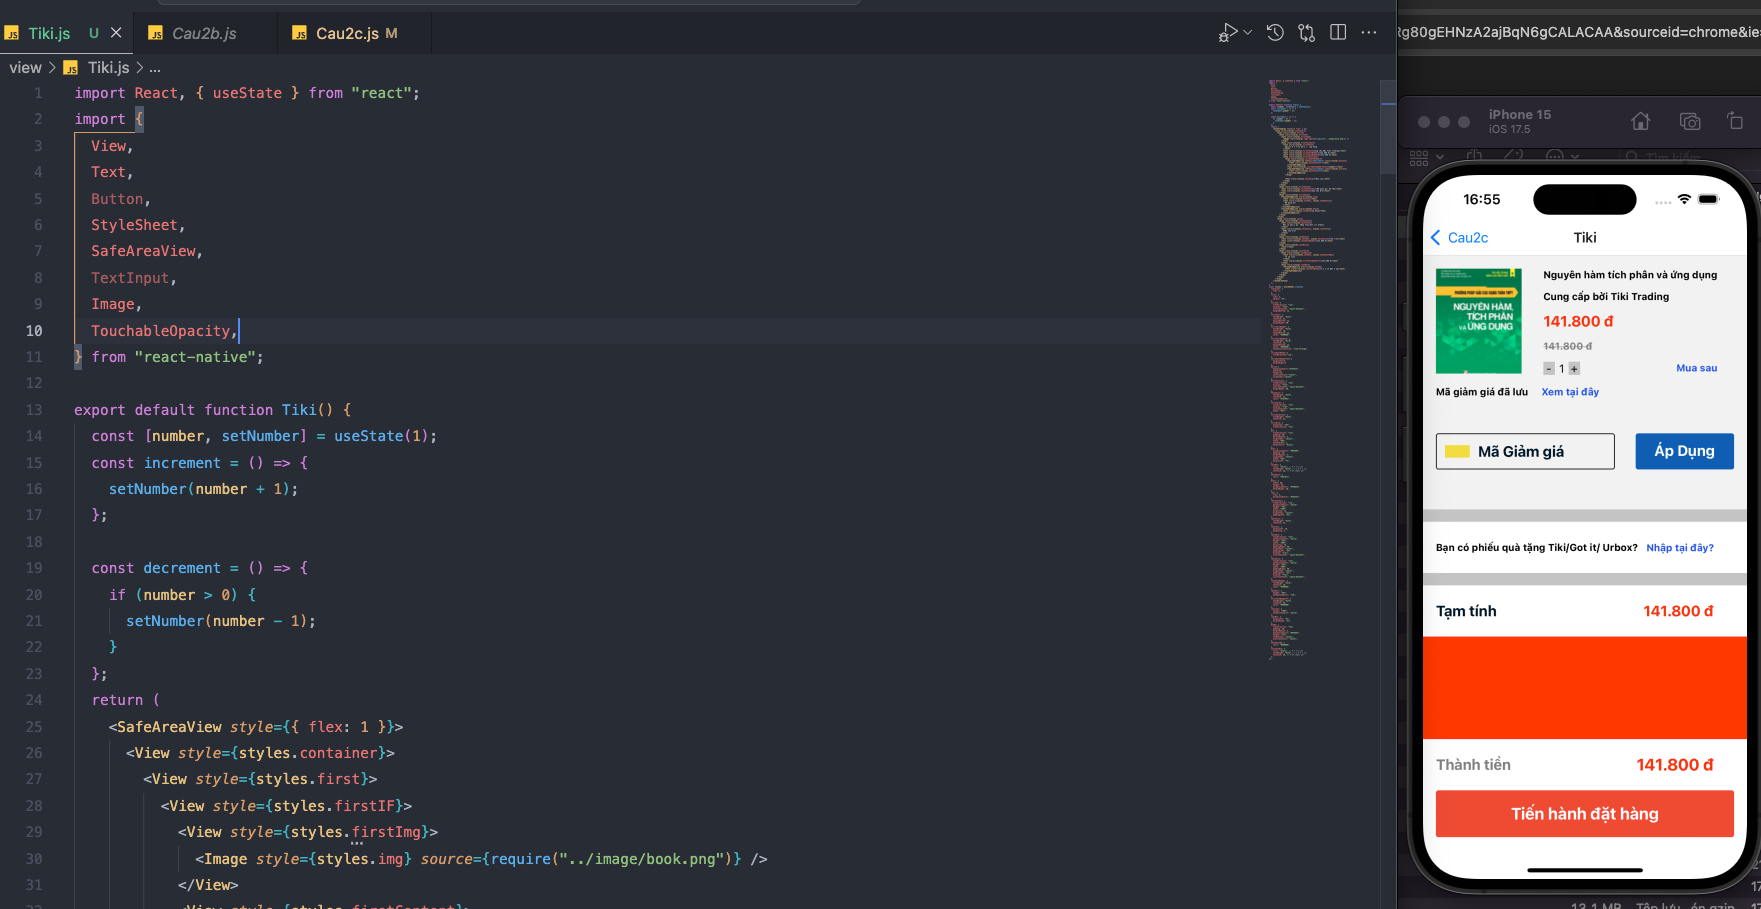 Tiki.js U
Cau2b.js
Cau2c.js M
view > Tiki.js > ...
1 import React, { useState } from "react";
2 import {
3 View,
4 Text,
5 Button,
6 StyleSheet,
7 SafeAreaView,
8 TextInput,
9 Image,
10 TouchableOpacity,
11 } from "react-native";
12
13 export default function Tiki() {
14 const [number, setNumber] = useState(1);
15 const increment = () => {
16 setNumber(number + 1);
17 };
18
19 const decrement = () => {
20 if (number > 0) {
21 setNumber(number - 1);
22 }
23 };
24 return (
25 <SafeAreaView style={{ flex: 1 }}>
26 <View style={styles.container}>
27 <View style={styles.first}>
28 <View style={styles.firstIF}>
29 <View style={styles.firstImg}>
30 <Image style={styles.img} source={require("../image/book.png")} />
31 </View>
Rg80gEHNzA2ajBqN6gCALACAA&sourceid=chrome&ie=
iPhone 15
iOS 17.5
Tìm kiếm
16:55
Cau2c
Tiki
NGUYÊN HÀM,
TÍCH PHÂN
VÀ ỨNG DỤNG
Nguyên hàm tích phân và ứng dụng
Cung cấp bởi Tiki Trading
141.800 đ
141.800 đ
- 1 +
Mua sau
Mã giảm giá đã lưu
Xem tại đây
Mã Giảm giá
Áp Dụng
Bạn có phiếu quà tặng Tiki/Got it/ Urbox?
Nhập tại đây?
Tạm tính
141.800 đ
Thành tiền
141.800 đ
Tiến hành đặt hàng